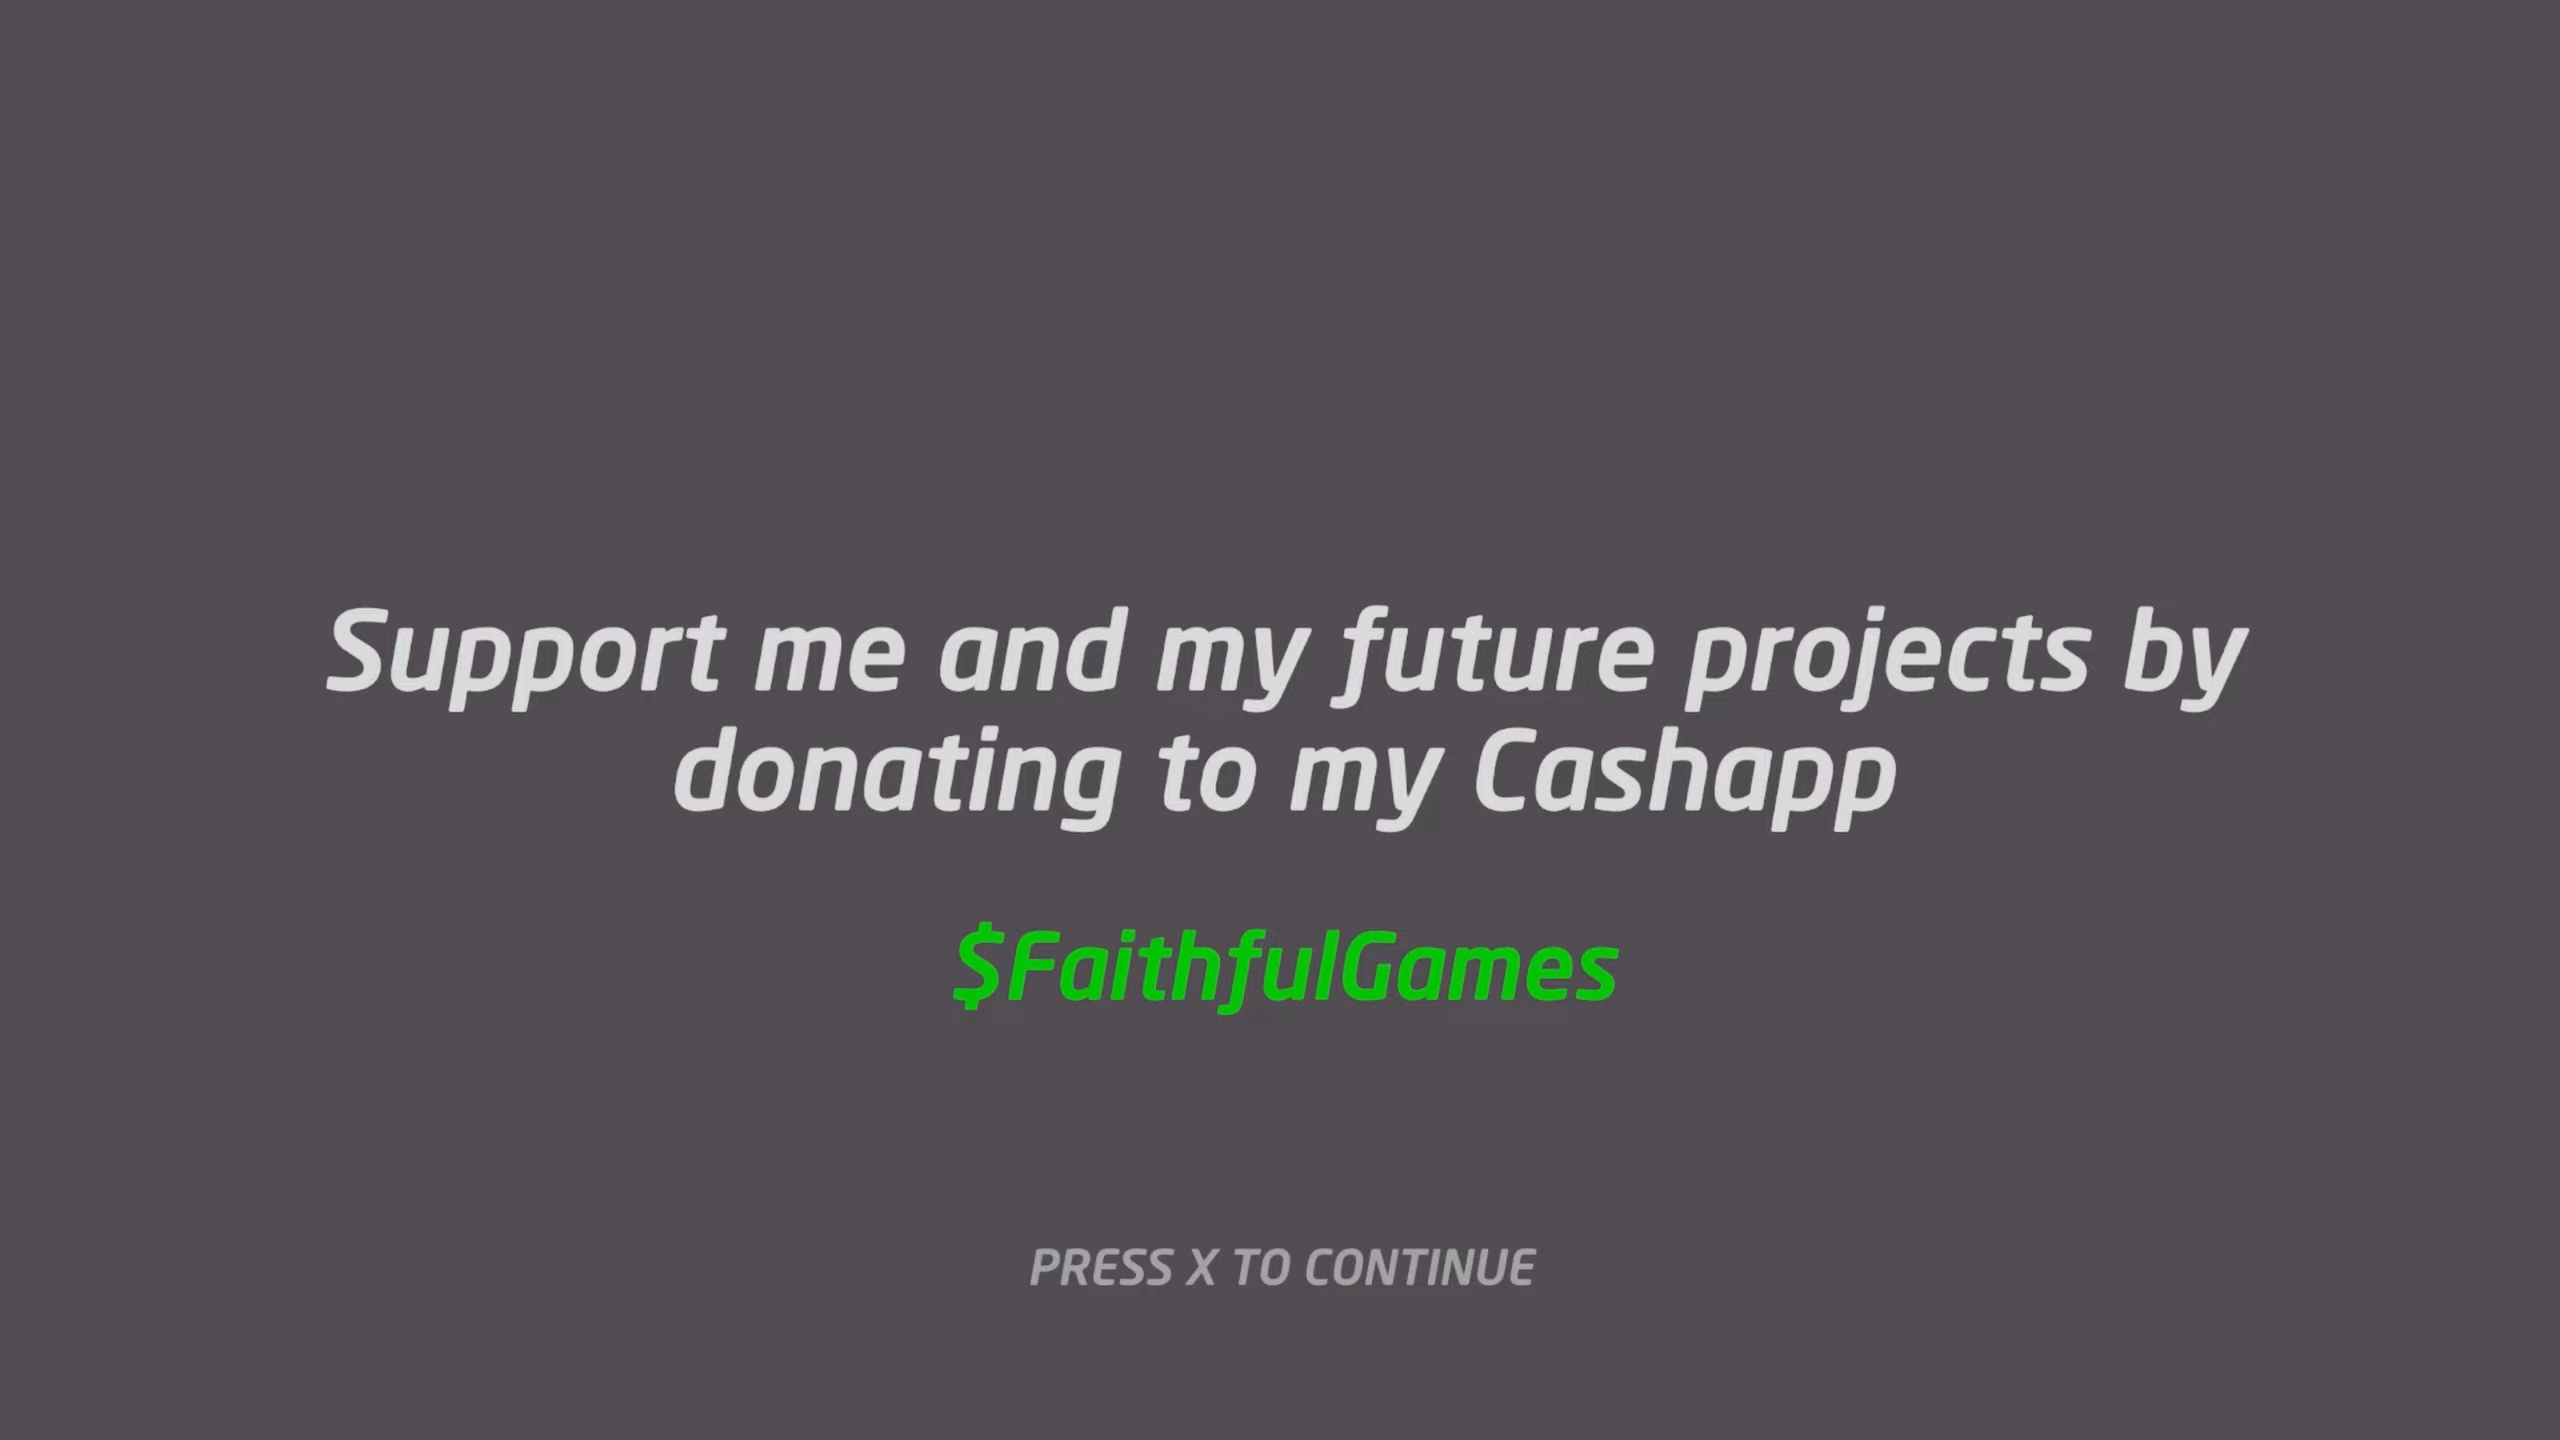 Support me and my future projects by
donating to my Cashapp
$FaithfulGames
PRESS X TO CONTINUE